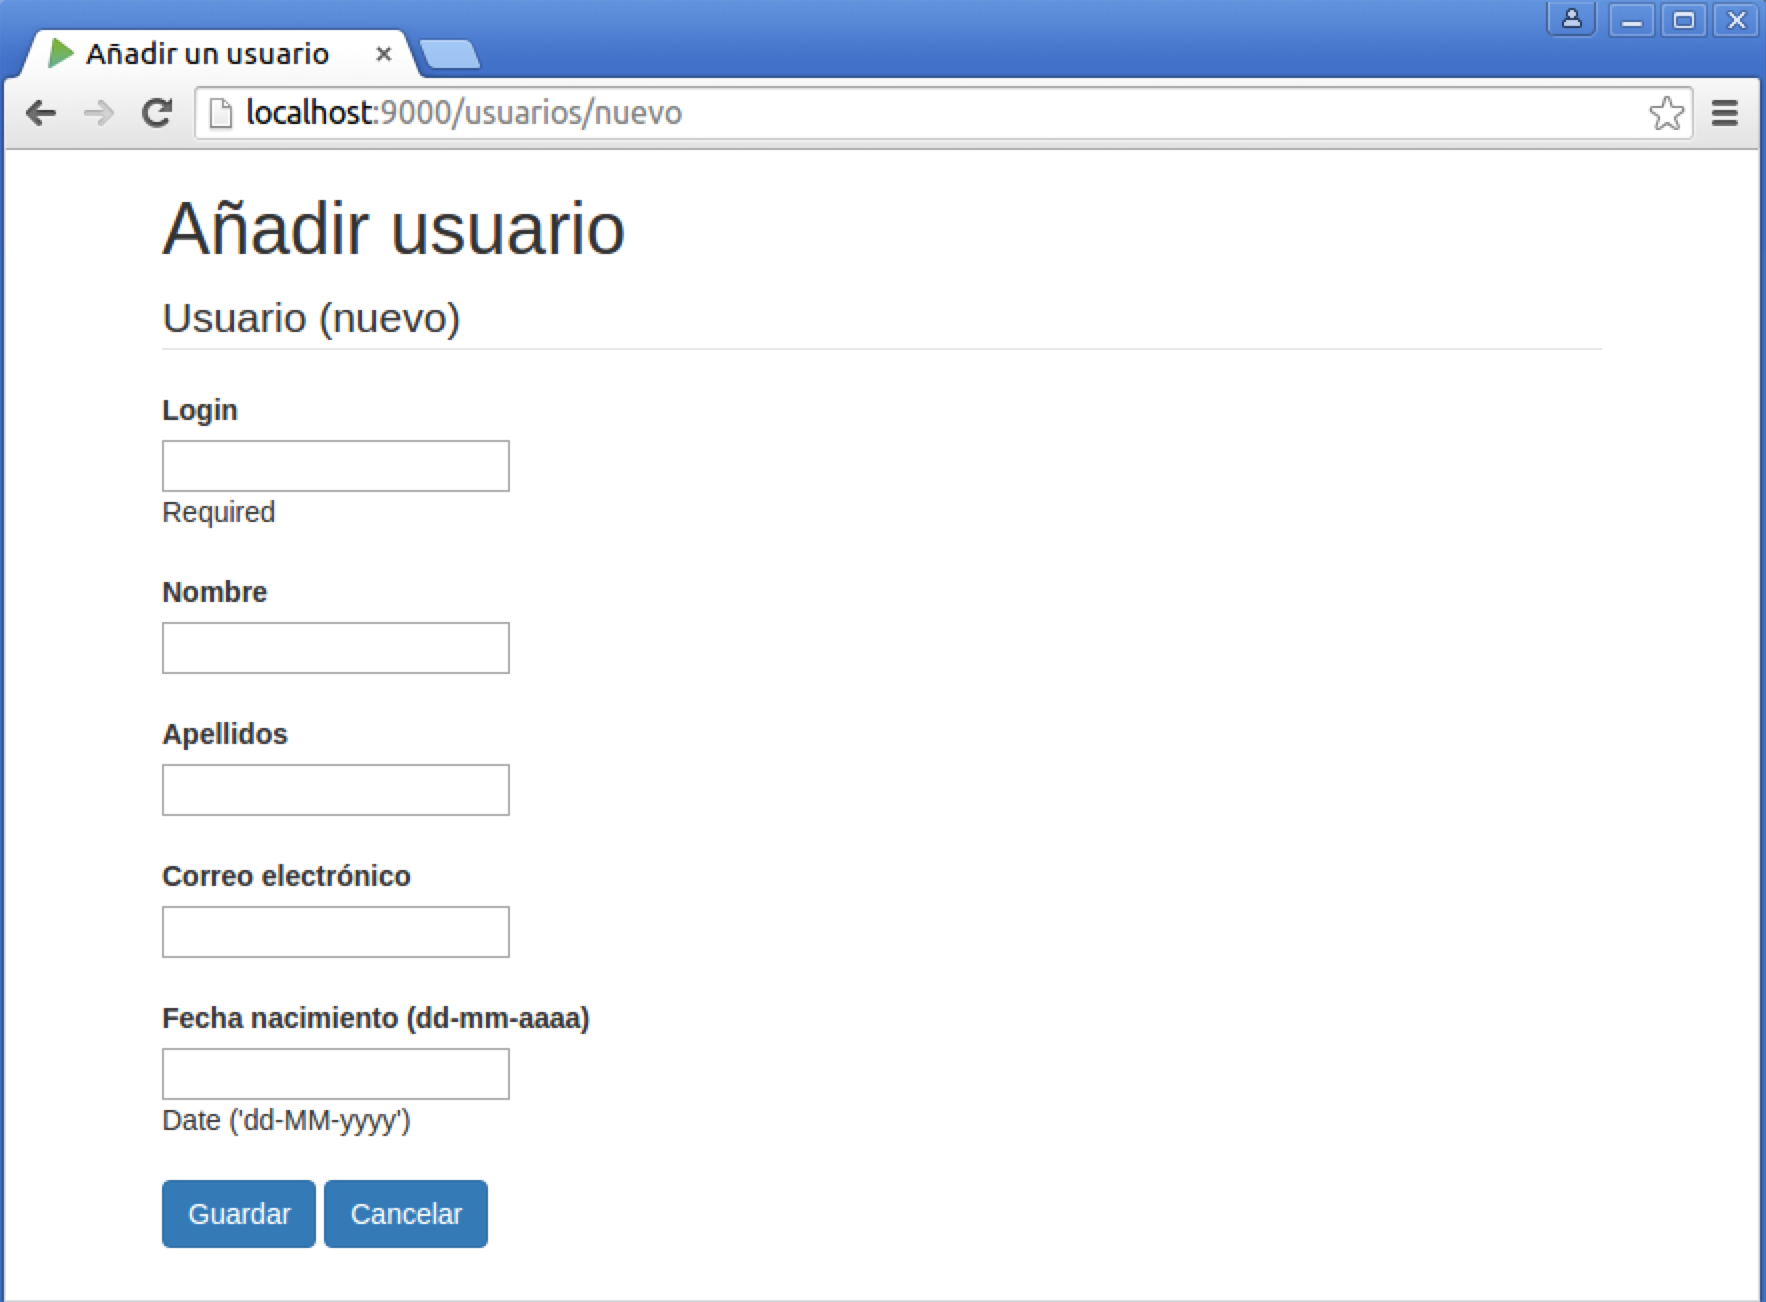 Añadir un usuario
localhost:9000/usuarios/nuevo
Añadir usuario
Usuario (nuevo)
Login
Required
Nombre
Apellidos
Correo electrónico
Fecha nacimiento (dd-mm-aaaa)
Date ('dd-MM-yyyy')
Guardar Cancelar